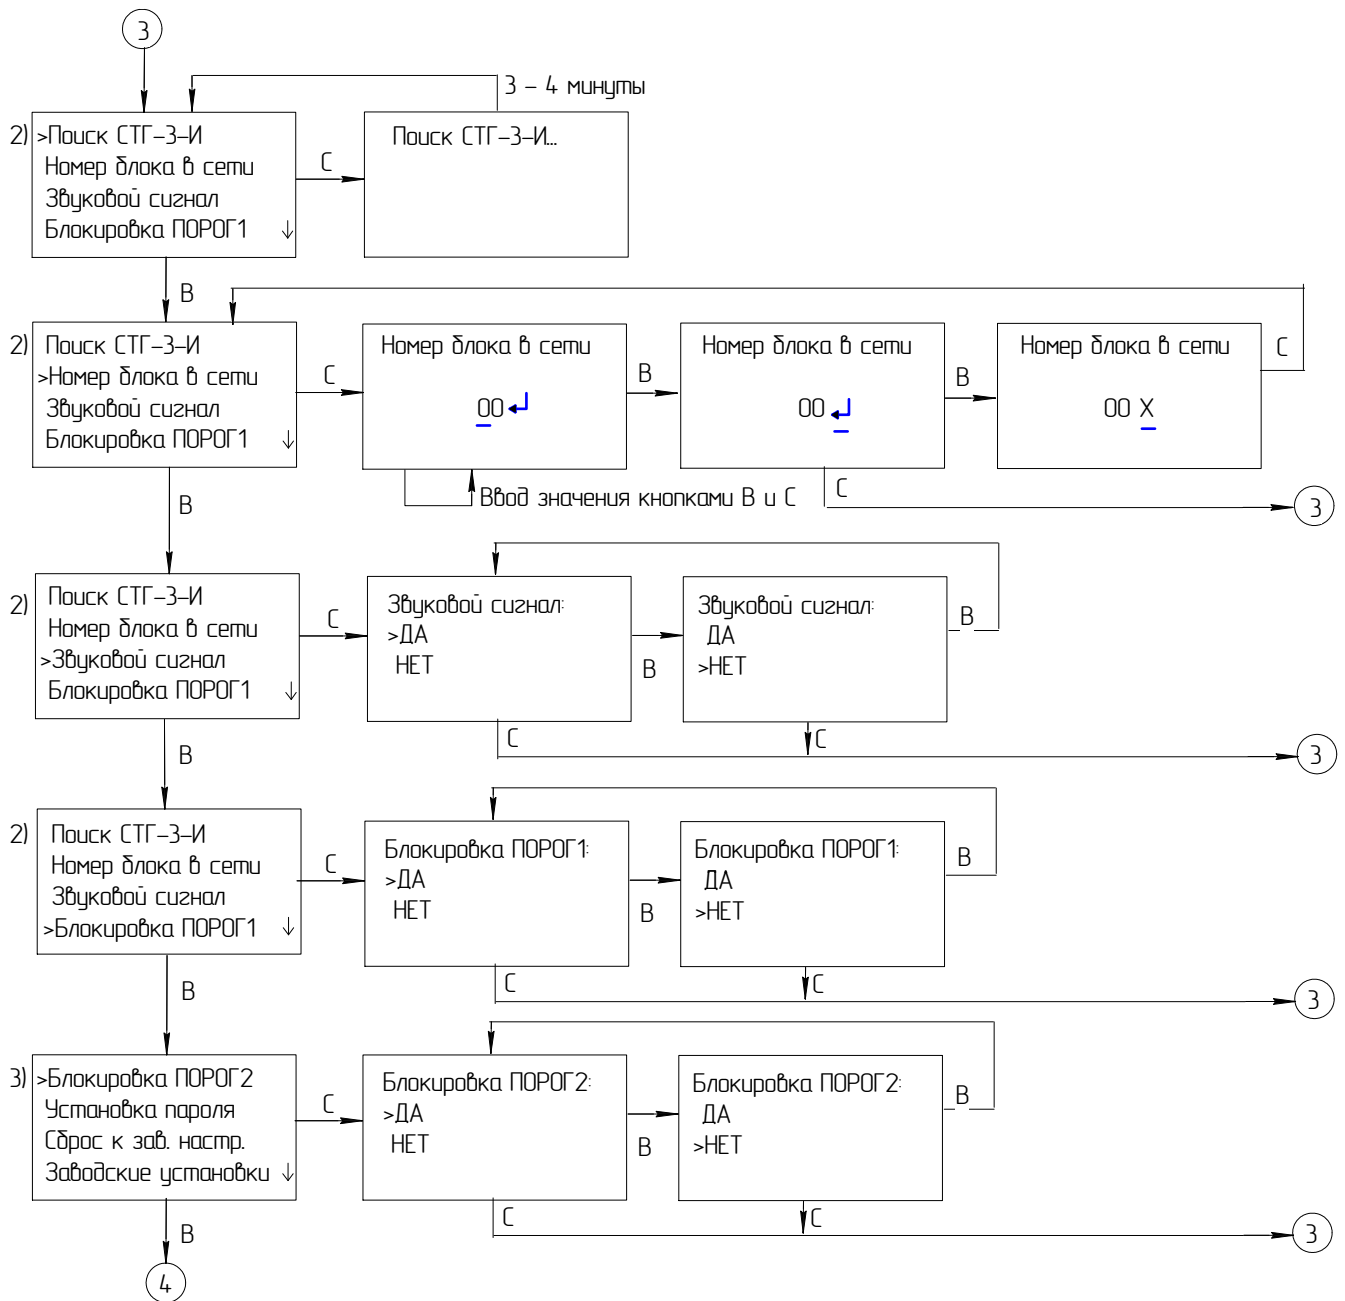 3
3 – 4 минуты
2) >Поиск СТГ–3–И
Номер блока в сети
Звуковой сигнал
Блокировка ПОРОГ1 ↓
С
Поиск СТГ–3–И...
В
2) Поиск СТГ–3–И
>Номер блока в сети
Звуковой сигнал
Блокировка ПОРОГ1 ↓
С
Номер блока в сети
00↵
В
Номер блока в сети
00↵
В
Номер блока в сети
00 X
С
Ввод значения кнопками В и С
С
3
В
2) Поиск СТГ–3–И
Номер блока в сети
>Звуковой сигнал
Блокировка ПОРОГ1 ↓
С
Звуковой сигнал:
>ДА
НЕТ
В
Звуковой сигнал:
ДА
>НЕТ
В
С
С
3
В
2) Поиск СТГ–3–И
Номер блока в сети
Звуковой сигнал
>Блокировка ПОРОГ1 ↓
С
Блокировка ПОРОГ1:
>ДА
НЕТ
В
Блокировка ПОРОГ1:
ДА
>НЕТ
В
С
С
3
В
3) >Блокировка ПОРОГ2
Установка пароля
Сброс к зав. настр.
Заводские установки ↓
С
Блокировка ПОРОГ2:
>ДА
НЕТ
В
Блокировка ПОРОГ2:
ДА
>НЕТ
В
С
С
3
В
4